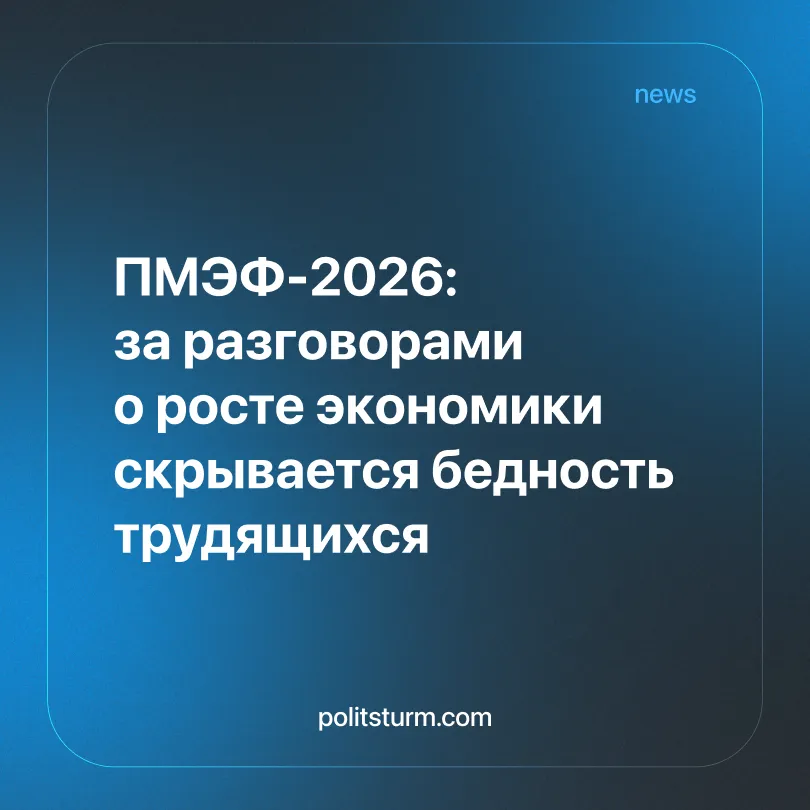 news
ПМЭФ-2026:
за разговорами
о росте экономики
скрывается бедность
трудящихся
politsturm.com